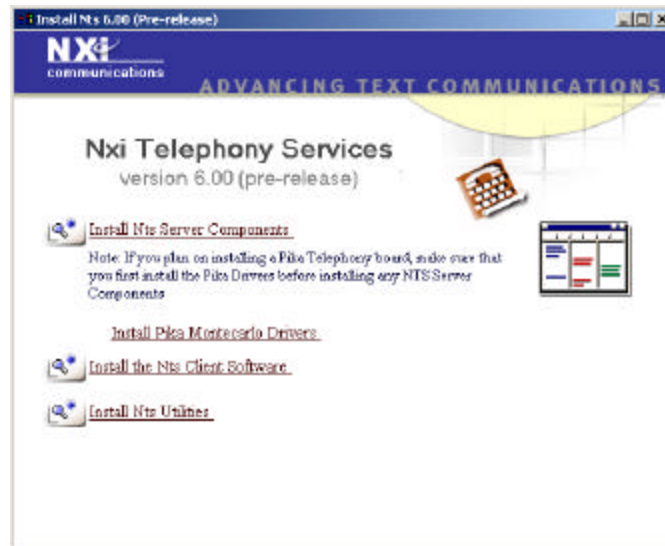 Install Nts 6.00 (Pre-release)
NXi
communications
ADVANCING TEXT COMMUNICATIONS
Nxi Telephony Services
version 6.00 (pre-release)
Install Nts Server Components
Note: If you plan on installing a Pika Telephony board, make sure that
you first install the Pika Drivers before installing any NTS Server
Components
Install Pika Montecarlo Drivers
Install the Nts Client Software
Install Nts Utilities